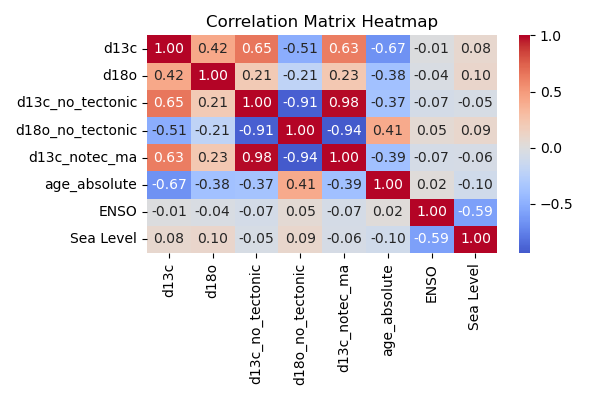 Correlation Matrix Heatmap
d13c 1.00 0.42 0.65 -0.51 0.63 -0.67 -0.01 0.08
d18o 0.42 1.00 0.21 -0.21 0.23 -0.38 -0.04 0.10
d13c_no_tectonic 0.65 0.21 1.00 -0.91 0.98 -0.37 -0.07 -0.05
d18o_no_tectonic -0.51 -0.21 -0.91 1.00 -0.94 0.41 0.05 0.09
d13c_notec_ma 0.63 0.23 0.98 -0.94 1.00 -0.39 -0.07 -0.06
age_absolute -0.67 -0.38 -0.37 0.41 -0.39 1.00 0.02 -0.10
ENSO -0.01 -0.04 -0.07 0.05 -0.07 0.02 1.00 -0.59
Sea Level 0.08 0.10 -0.05 0.09 -0.06 -0.10 -0.59 1.00
d13c d18o d13c_no_tectonic d18o_no_tectonic d13c_notec_ma age_absolute ENSO Sea Level
1.0
0.5
0.0
−0.5